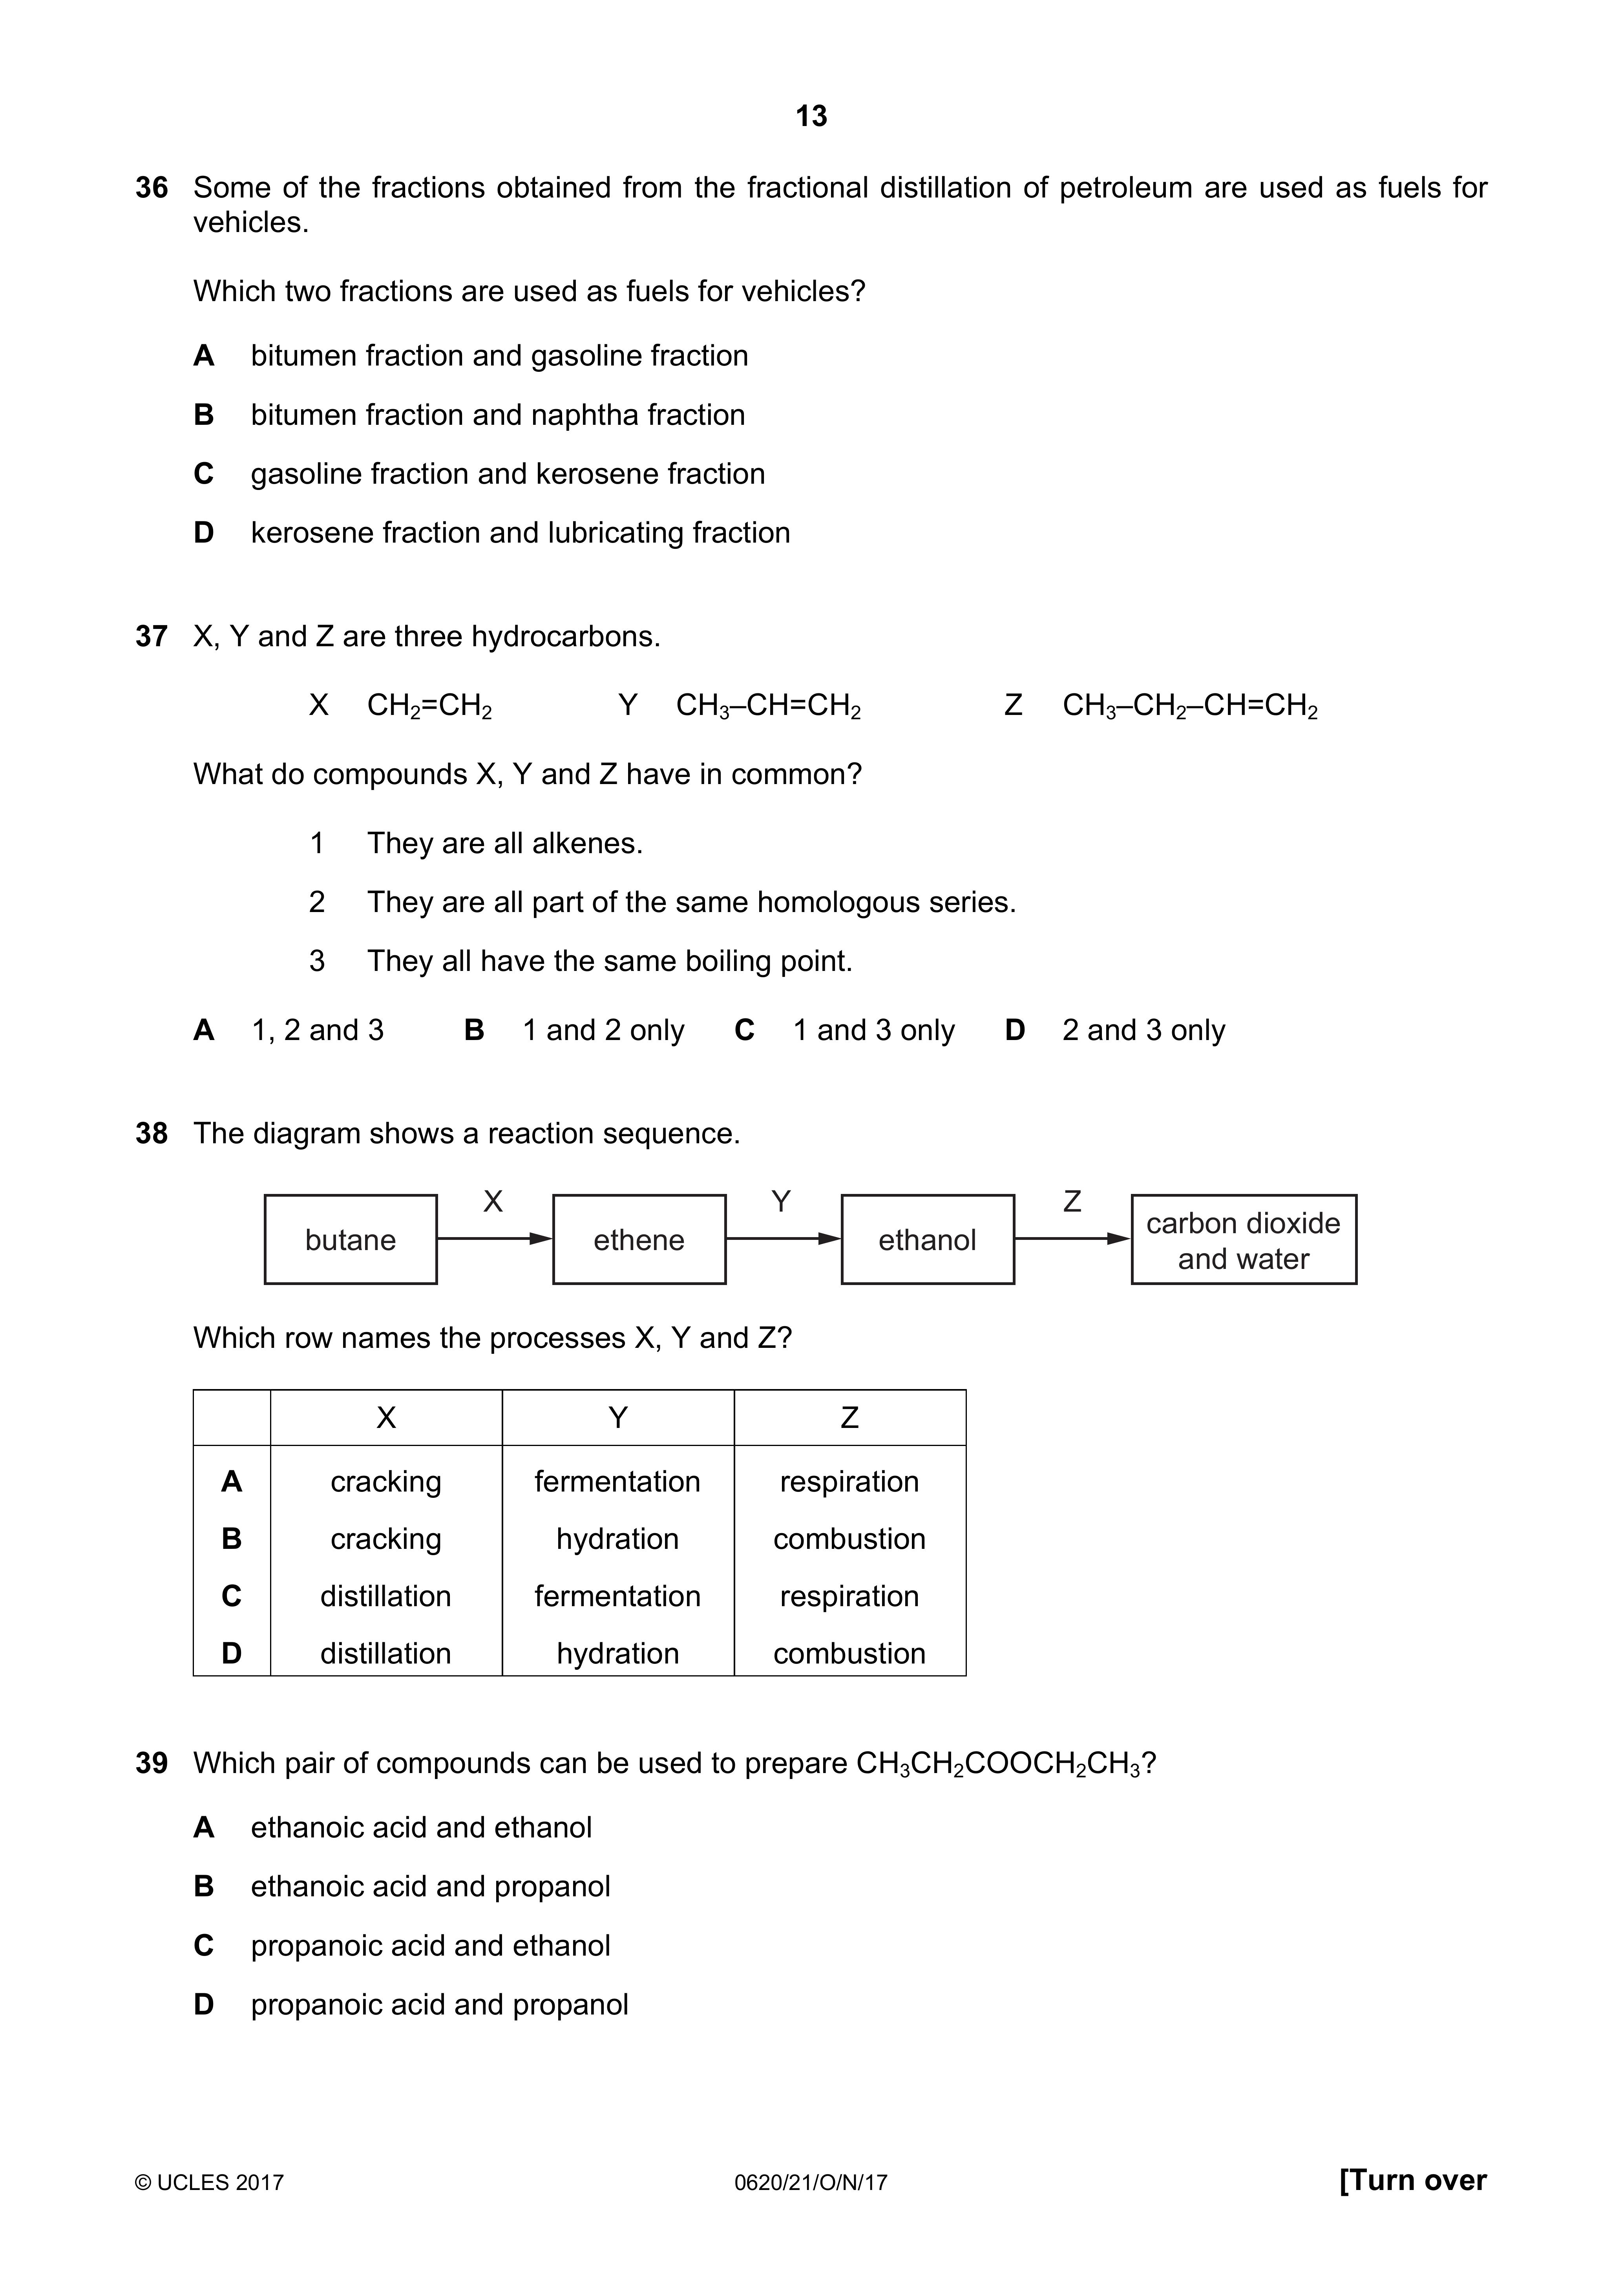 13
36 Some of the fractions obtained from the fractional distillation of petroleum are used as fuels for
vehicles.
Which two fractions are used as fuels for vehicles?
A bitumen fraction and gasoline fraction
B bitumen fraction and naphtha fraction
C gasoline fraction and kerosene fraction
D kerosene fraction and lubricating fraction
37 X, Y and Z are three hydrocarbons.
X CH₂=CH₂ Y CH₃–CH=CH₂ Z CH₃–CH₂–CH=CH₂
What do compounds X, Y and Z have in common?
1 They are all alkenes.
2 They are all part of the same homologous series.
3 They all have the same boiling point.
A 1, 2 and 3 B 1 and 2 only C 1 and 3 only D 2 and 3 only
38 The diagram shows a reaction sequence.
X Y Z
butane ethene ethanol carbon dioxide
and water
Which row names the processes X, Y and Z?
X Y Z
A cracking fermentation respiration
B cracking hydration combustion
C distillation fermentation respiration
D distillation hydration combustion
39 Which pair of compounds can be used to prepare CH₃CH₂COOCH₂CH₃?
A ethanoic acid and ethanol
B ethanoic acid and propanol
C propanoic acid and ethanol
D propanoic acid and propanol
© UCLES 2017 0620/21/O/N/17 [Turn over